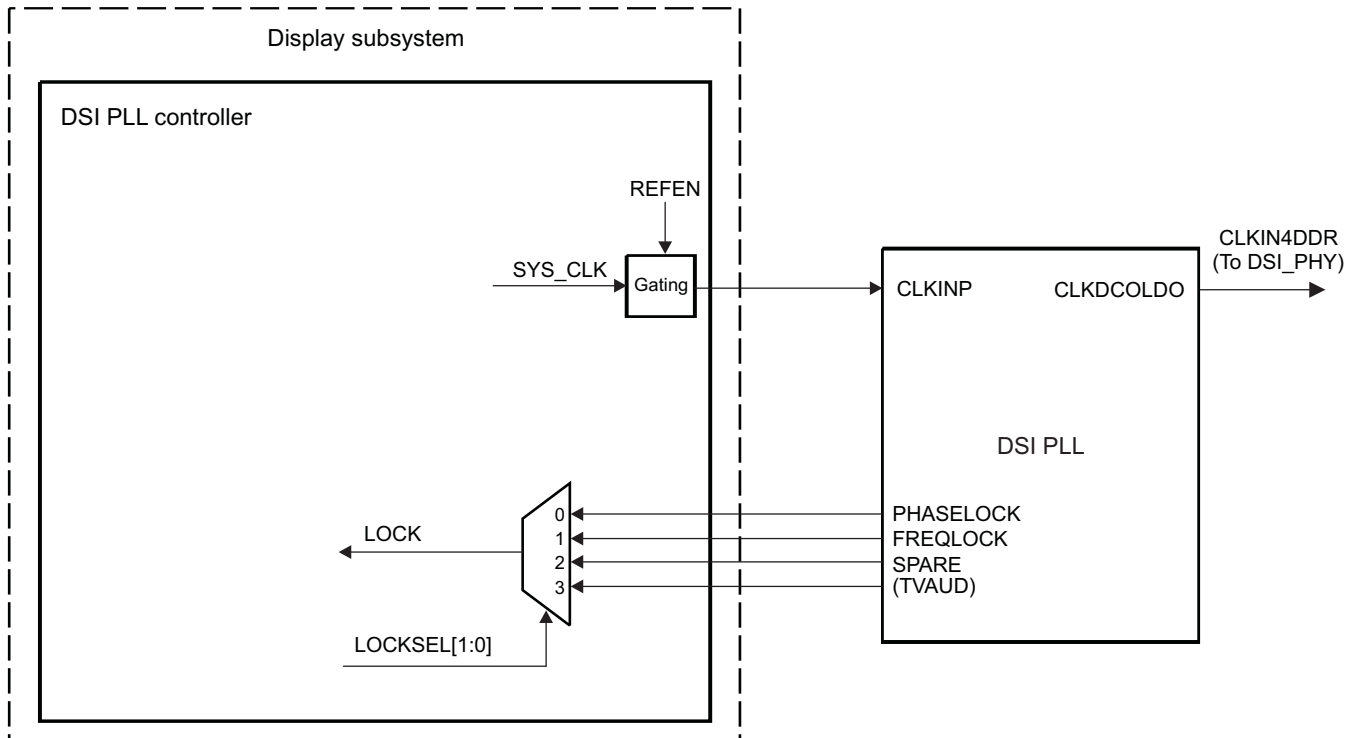 Display subsystem
DSI PLL controller
REFEN
SYS_CLK
Gating
CLKINP
CLKDCOLDO
CLKIN4DDR
(To DSI_PHY)
DSI PLL
LOCK
0
1
2
3
PHASELOCK
FREQLOCK
SPARE
(TVAUD)
LOCKSEL[1:0]